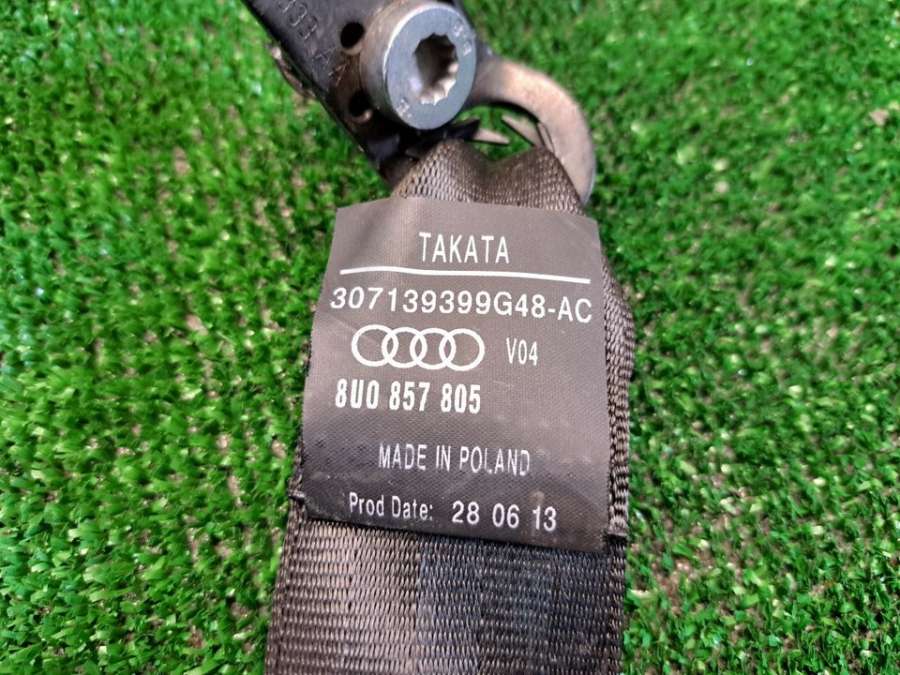 TAKATA
307139399G48-AC
V04
8U0 857 805
MADE IN POLAND
Prod Date: 28 06 13